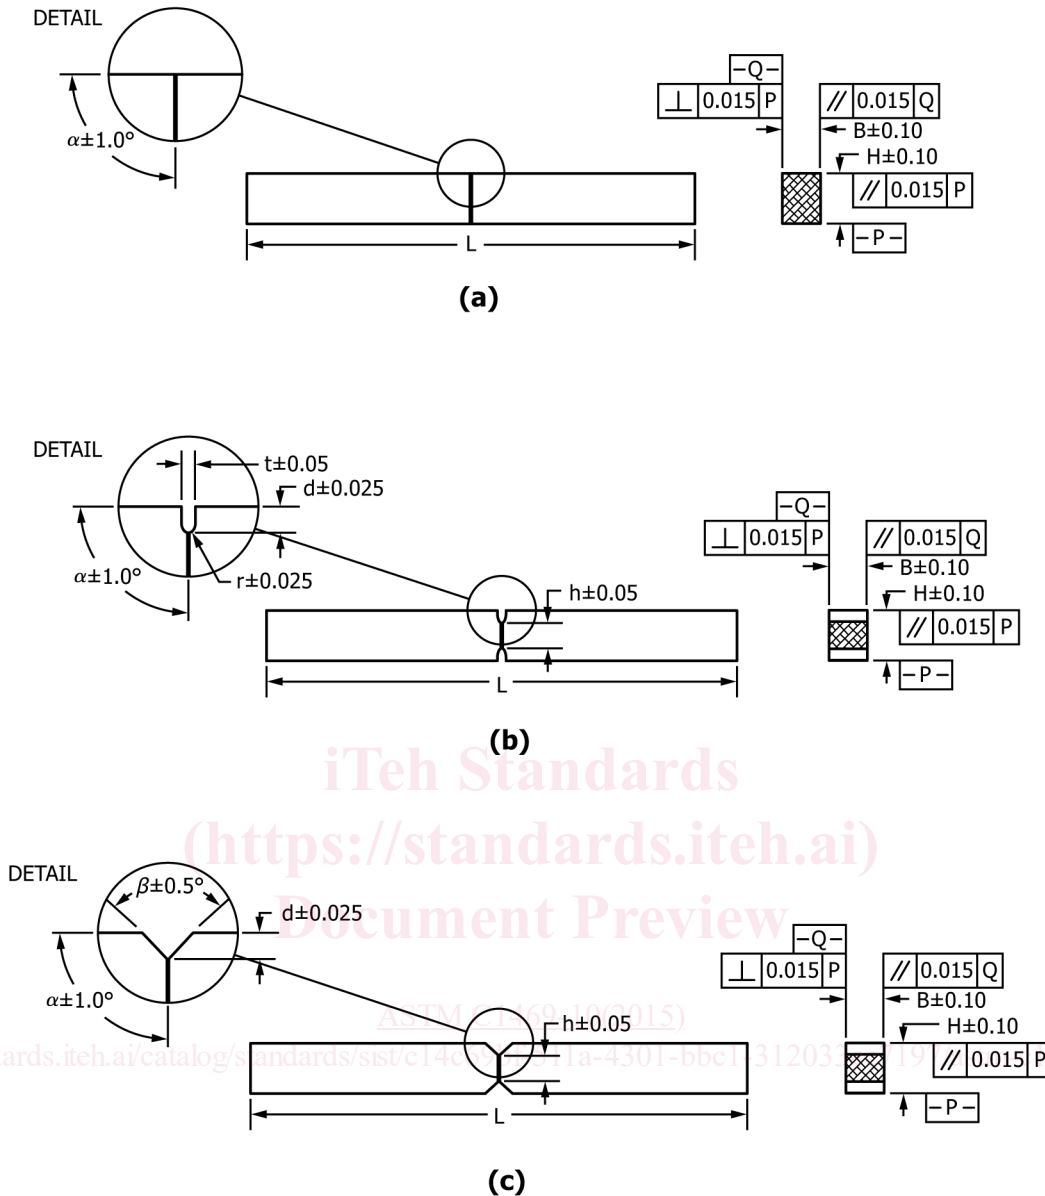 DETAIL
α±1.0°
–Q–
⊥ 0.015 P
// 0.015 Q
B±0.10
H±0.10
// 0.015 P
–P–
L
(a)
DETAIL
t±0.05
d±0.025
α±1.0°
r±0.025
h±0.05
–Q–
⊥ 0.015 P
// 0.015 Q
B±0.10
H±0.10
// 0.015 P
–P–
L
(b)
iTeh Standards
(https://standards.iteh.ai)
Document Preview
DETAIL
β±0.5°
d±0.025
α±1.0°
ASTM C1469-10(2015)
h±0.05
–Q–
⊥ 0.015 P
// 0.015 Q
B±0.10
H±0.10
// 0.015 P
–P–
L
(c)